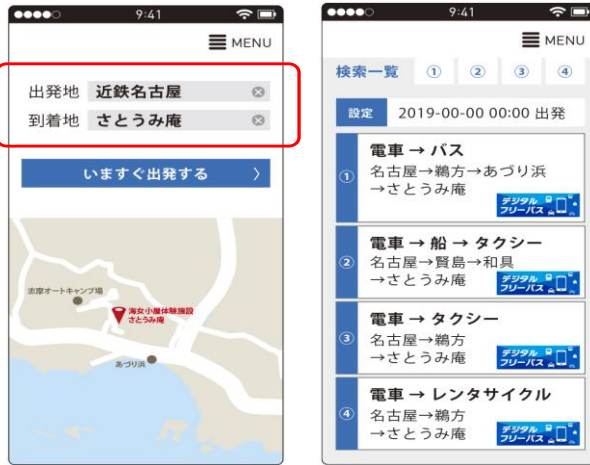 9:41
MENU
出発地 近鉄名古屋
到着地 さとうみ庵
いますぐ出発する 〉
志摩オートキャンプ場
海女小屋体験施設
さとうみ庵
あづり浜
9:41
MENU
検索一覧 ① ② ③ ④
設定 2019-00-00 00:00 出発
① 電車 → バス
名古屋→鵜方→あづり浜
→さとうみ庵
デジタル
フリーパス
② 電車 → 船 → タクシー
名古屋→賢島→和具
→さとうみ庵
デジタル
フリーパス
③ 電車 → タクシー
名古屋→鵜方
→さとうみ庵
デジタル
フリーパス
④ 電車 → レンタサイクル
名古屋→鵜方
→さとうみ庵
デジタル
フリーパス